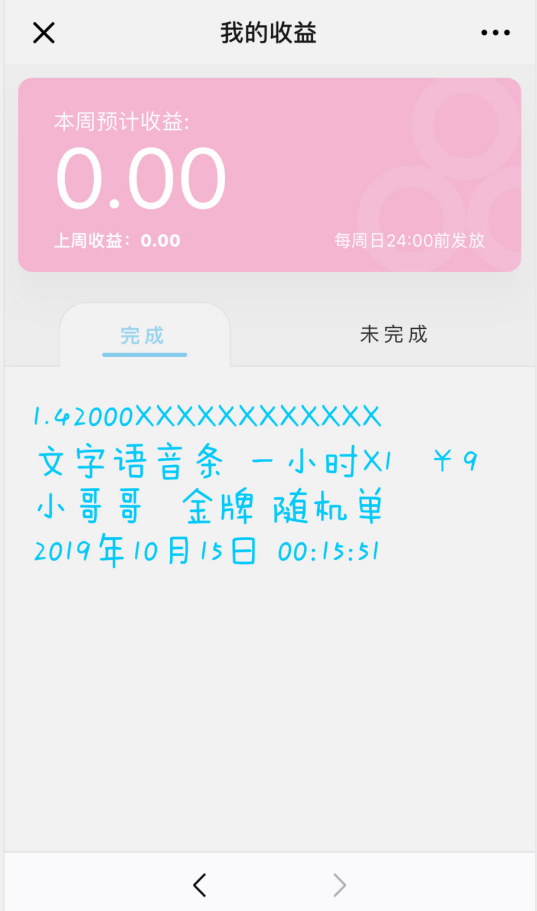 我的收益
本周预计收益:
0.00
上周收益：0.00 每周日24:00前发放
完成 未完成
1.42000XXXXXXXXXXXX
文字语音条 一小时X1 ￥9
小哥哥 金牌 随机单
2019年10月15日 00:15:51